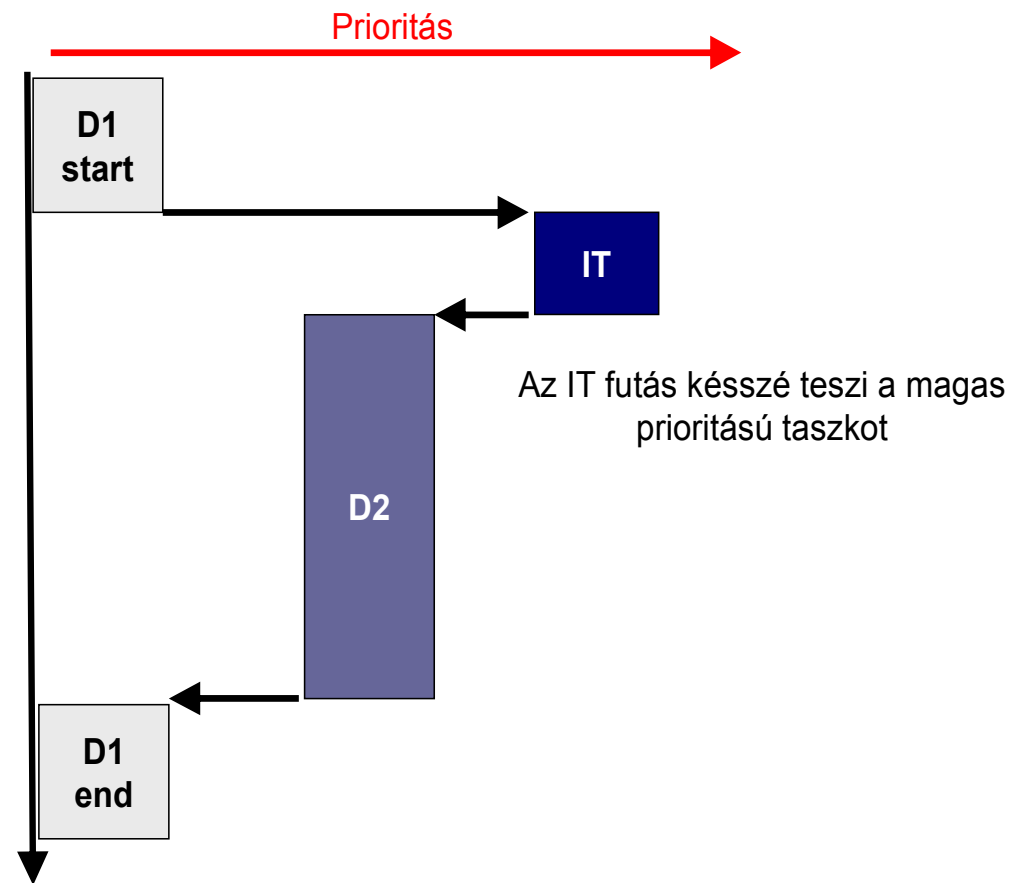 Prioritás
D1
start
IT
Az IT futás késszé teszi a magas
prioritású taszkot
D2
D1
end